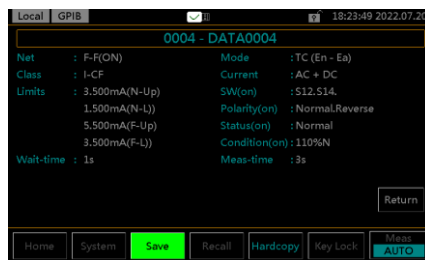 Local GPIB 18:23:49 2022.07.20
0004 - DATA0004
Net : F-F(ON) Mode :TC (En - Ea)
Class : I-CF Current :AC + DC
Limits : 3.500mA(N-Up) SW(on) :S12.S14.
1.500mA(N-L)) Polarity(on) :Normal.Reverse
5.500mA(F-Up) Status(on) :Normal
3.500mA(F-L)) Condition(on) :110%N
Wait-time : 1s Meas-time :3s
Return
Home System Save Recall Hardcopy Key Lock Meas
AUTO